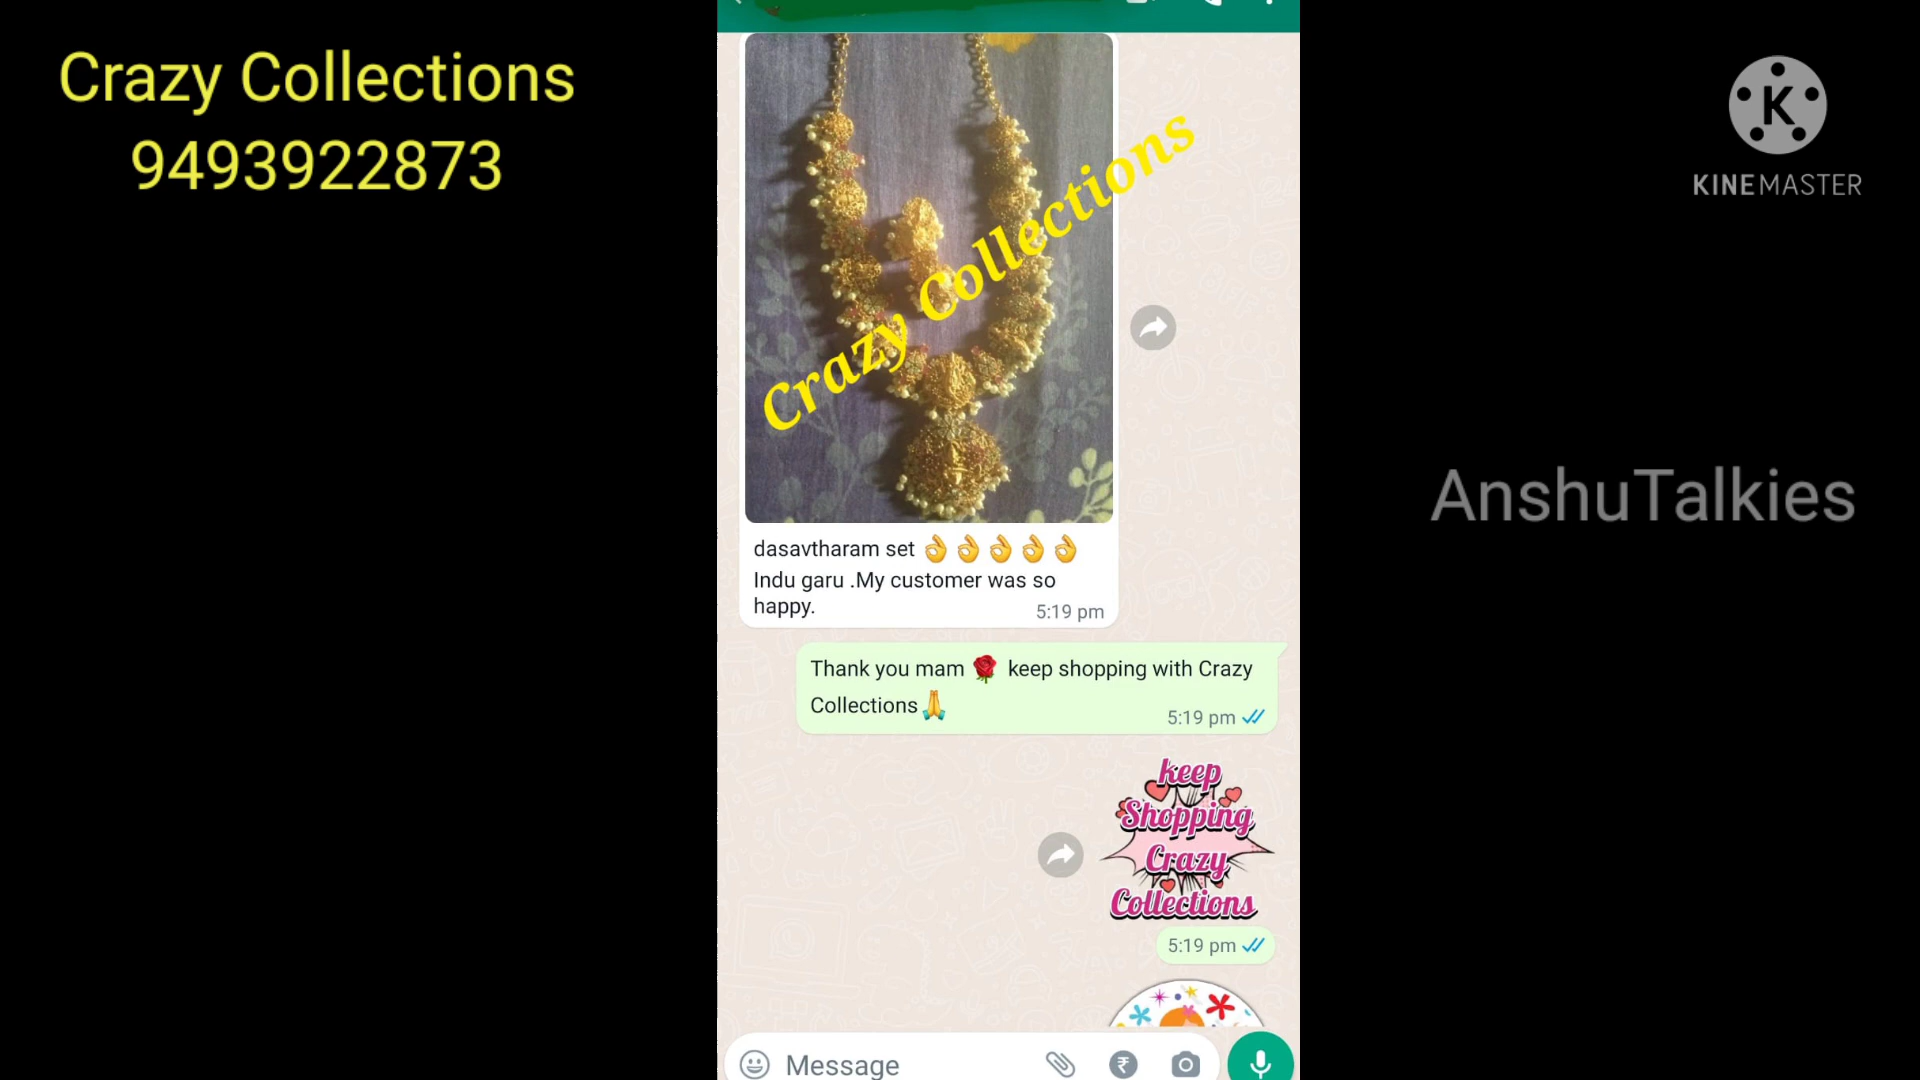 Crazy Collections
9493922873
KINEMASTER
AnshuTalkies
Crazy Collections
dasavtharam set 👌👌👌👌👌
Indu garu .My customer was so
happy.
5:19 pm
Thank you mam 🌹 keep shopping with Crazy
Collections🙏
5:19 pm
keep
Shopping
Crazy
Collections
5:19 pm
Message